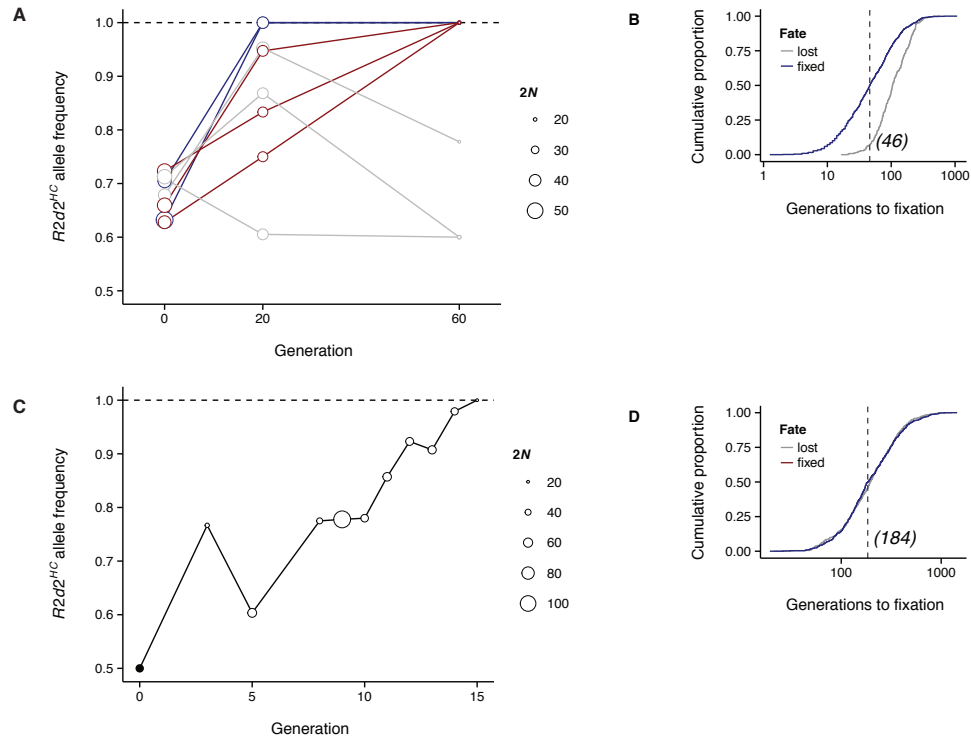 A
1.0
0.9
0.8
0.7
0.6
0.5
R2d2^HC allele frequency
0
20
60
Generation
2N
20
30
40
50
B
1.00
0.75
0.50
0.25
0.00
Cumulative proportion
Fate
lost
fixed
(46)
1
10
100
1000
Generations to fixation
C
1.0
0.9
0.8
0.7
0.6
0.5
R2d2^HC allele frequency
0
5
10
15
Generation
2N
20
40
60
80
100
D
1.00
0.75
0.50
0.25
0.00
Cumulative proportion
Fate
lost
fixed
(184)
100
1000
Generations to fixation